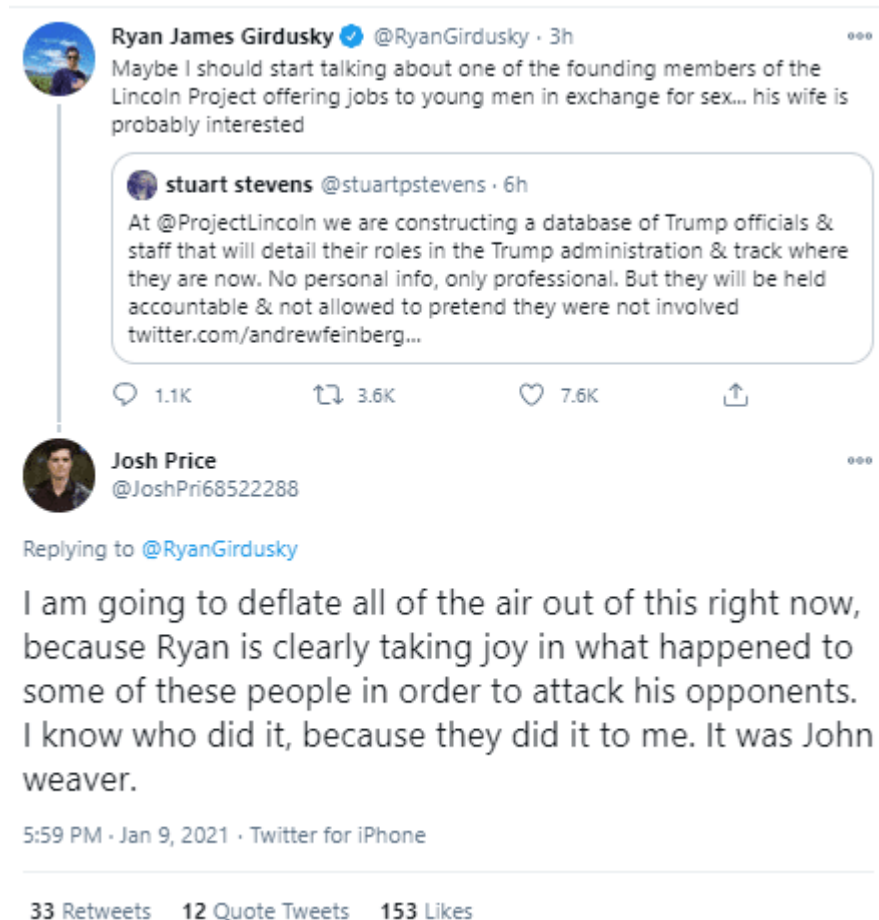 Ryan James Girdusky @RyanGirdusky · 3h
Maybe I should start talking about one of the founding members of the
Lincoln Project offering jobs to young men in exchange for sex... his wife is
probably interested
stuart stevens @stuartpstevens · 6h
At @ProjectLincoln we are constructing a database of Trump officials &
staff that will detail their roles in the Trump administration & track where
they are now. No personal info, only professional. But they will be held
accountable & not allowed to pretend they were not involved
twitter.com/andrewfeinberg...
1.1K 3.6K 7.6K
Josh Price
@JoshPri68522288
Replying to @RyanGirdusky
I am going to deflate all of the air out of this right now,
because Ryan is clearly taking joy in what happened to
some of these people in order to attack his opponents.
I know who did it, because they did it to me. It was John
weaver.
5:59 PM · Jan 9, 2021 · Twitter for iPhone
33 Retweets 12 Quote Tweets 153 Likes